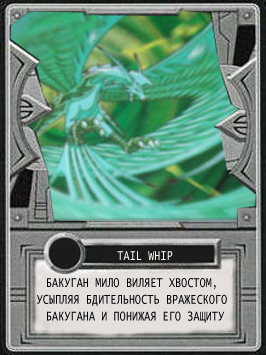 TAIL WHIP
БАКУГАН МИЛО ВИЛЯЕТ ХВОСТОМ,
УСЫПЛЯЯ БДИТЕЛЬНОСТЬ ВРАЖЕСКОГО
БАКУГАНА И ПОНИЖАЯ ЕГО ЗАЩИТУ